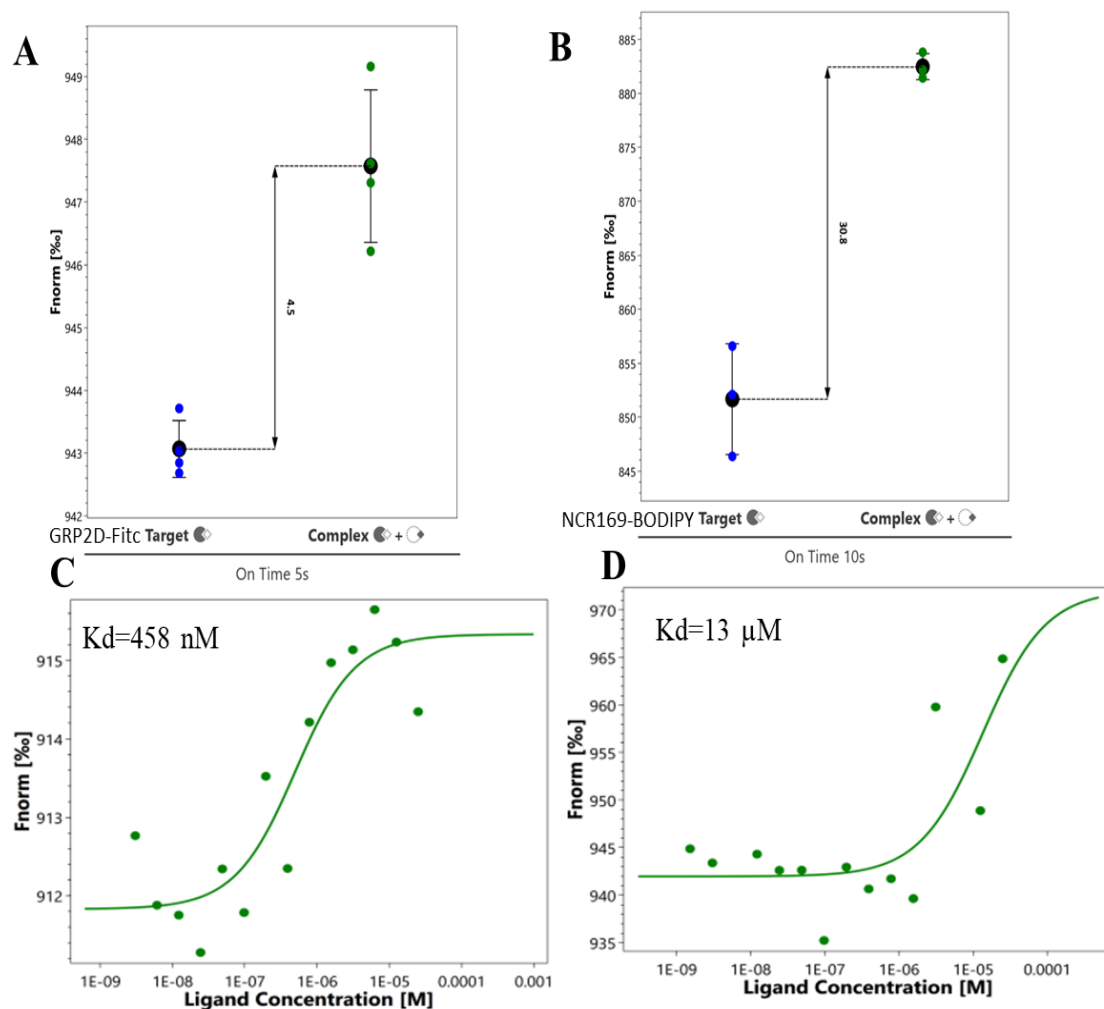 A
949
948
947
946
945
944
943
942
Fnorm [‰]
4.5
GRP2D-Fitc Target Complex +
On Time 5s
B
885
880
875
870
865
860
855
850
845
Fnorm [‰]
30.8
NCR169-BODIPY Target Complex +
On Time 10s
C
Kd=458 nM
915
914
913
912
Fnorm [‰]
1E-09 1E-08 1E-07 1E-06 1E-05 0.0001 0.001
Ligand Concentration [M]
D
Kd=13 µM
970
965
960
955
950
945
940
935
Fnorm [‰]
1E-09 1E-08 1E-07 1E-06 1E-05 0.0001
Ligand Concentration [M]